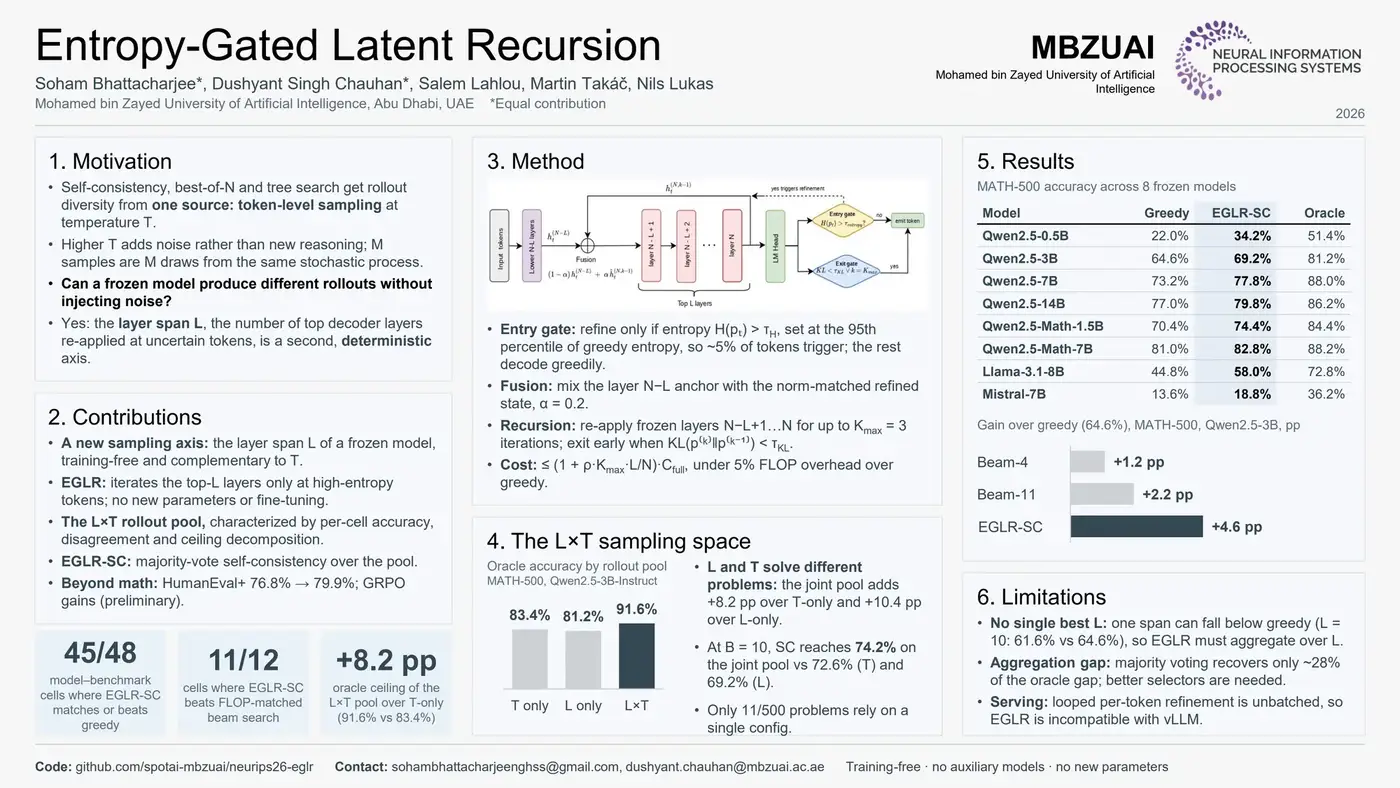 Entropy-Gated Latent Recursion
Soham Bhattacharjee*, Dushyant Singh Chauhan*, Salem Lahlou, Martin Takáč, Nils Lukas
Mohamed bin Zayed University of Artificial Intelligence, Abu Dhabi, UAE *Equal contribution
MBZUAI
Mohamed bin Zayed University of Artificial
Intelligence
NEURAL INFORMATION
PROCESSING SYSTEMS
2026
1. Motivation
• Self-consistency, best-of-N and tree search get rollout
diversity from one source: token-level sampling at
temperature T.
• Higher T adds noise rather than new reasoning; M
samples are M draws from the same stochastic process.
• Can a frozen model produce different rollouts without
injecting noise?
• Yes: the layer span L, the number of top decoder layers
re-applied at uncertain tokens, is a second, deterministic
axis.
2. Contributions
• A new sampling axis: the layer span L of a frozen model,
training-free and complementary to T.
• EGLR: iterates the top-L layers only at high-entropy
tokens; no new parameters or fine-tuning.
• The L×T rollout pool, characterized by per-cell accuracy,
disagreement and ceiling decomposition.
• EGLR-SC: majority-vote self-consistency over the pool.
• Beyond math: HumanEval+ 76.8% → 79.9%; GRPO
gains (preliminary).
45/48
model–benchmark
cells where EGLR-SC
matches or beats
greedy
11/12
cells where EGLR-SC
beats FLOP-matched
beam search
+8.2 pp
oracle ceiling of the
L×T pool over T-only
(91.6% vs 83.4%)
3. Method
h_t^(N,k-1)
yes triggers refinement
Input tokens
Lower N-L layers
h_t^(N-L)
Fusion
(1-α)h_t^(N-L) + αh̃_t^(N,k-1)
layer N - L + 1
layer N - L + 2
...
layer N
Top L layers
LM Head
Entry gate
H(p_t) > τ_entropy?
no
emit token
Exit gate
KL < τ_KL ∨ k = K_max
yes
• Entry gate: refine only if entropy H(pₜ) > τ_H, set at the 95th
percentile of greedy entropy, so ~5% of tokens trigger; the rest
decode greedily.
• Fusion: mix the layer N−L anchor with the norm-matched refined
state, α = 0.2.
• Recursion: re-apply frozen layers N−L+1…N for up to K_max = 3
iterations; exit early when KL(p⁽ᵏ⁾‖p⁽ᵏ⁻¹⁾) < τ_KL.
• Cost: ≤ (1 + ρ·K_max·L/N)·C_full, under 5% FLOP overhead over
greedy.
4. The L×T sampling space
Oracle accuracy by rollout pool
MATH-500, Qwen2.5-3B-Instruct
83.4% 81.2% 91.6%
T only L only L×T
• L and T solve different
problems: the joint pool adds
+8.2 pp over T-only and +10.4 pp
over L-only.
• At B = 10, SC reaches 74.2% on
the joint pool vs 72.6% (T) and
69.2% (L).
• Only 11/500 problems rely on a
single config.
5. Results
MATH-500 accuracy across 8 frozen models
Model Greedy EGLR-SC Oracle
Qwen2.5-0.5B 22.0% 34.2% 51.4%
Qwen2.5-3B 64.6% 69.2% 81.2%
Qwen2.5-7B 73.2% 77.8% 88.0%
Qwen2.5-14B 77.0% 79.8% 86.2%
Qwen2.5-Math-1.5B 70.4% 74.4% 84.4%
Qwen2.5-Math-7B 81.0% 82.8% 88.2%
Llama-3.1-8B 44.8% 58.0% 72.8%
Mistral-7B 13.6% 18.8% 36.2%
Gain over greedy (64.6%), MATH-500, Qwen2.5-3B, pp
Beam-4 +1.2 pp
Beam-11 +2.2 pp
EGLR-SC +4.6 pp
6. Limitations
• No single best L: one span can fall below greedy (L =
10: 61.6% vs 64.6%), so EGLR must aggregate over L.
• Aggregation gap: majority voting recovers only ~28%
of the oracle gap; better selectors are needed.
• Serving: looped per-token refinement is unbatched, so
EGLR is incompatible with vLLM.
Code: github.com/spotai-mbzuai/neurips26-eglr Contact: sohambhattacharjeenghss@gmail.com, dushyant.chauhan@mbzuai.ac.ae Training-free · no auxiliary models · no new parameters